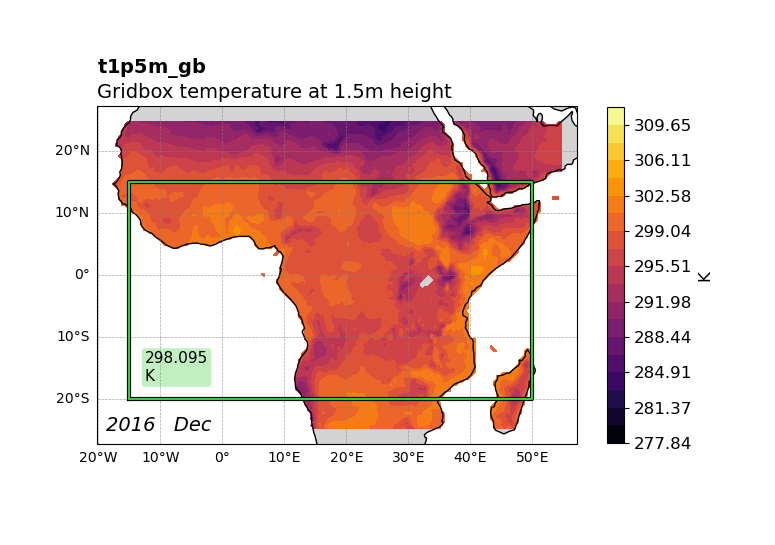 t1p5m_gb
Gridbox temperature at 1.5m height
20°N
10°N
0°
10°S
20°S
298.095
K
2016 Dec
20°W 10°W 0° 10°E 20°E 30°E 40°E 50°E
309.65
306.11
302.58
299.04
295.51
291.98
288.44
284.91
281.37
277.84
K